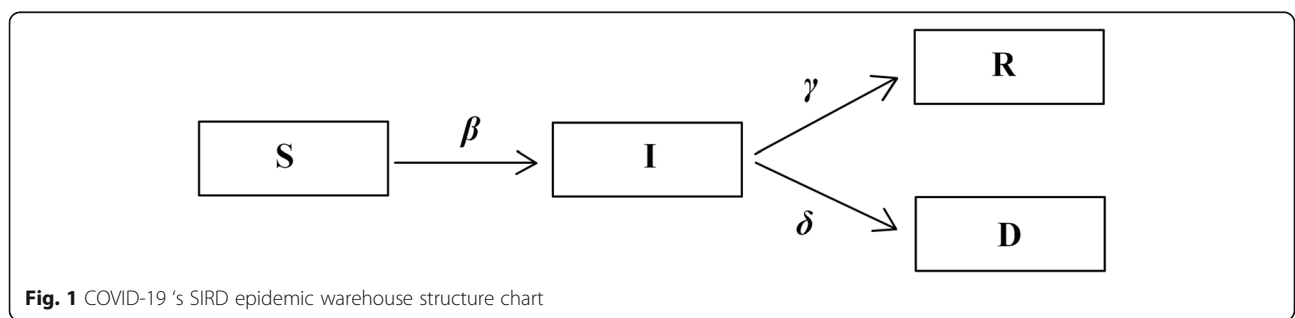 R
γ
β
S
I
δ
D
Fig. 1 COVID-19 ‘s SIRD epidemic warehouse structure chart